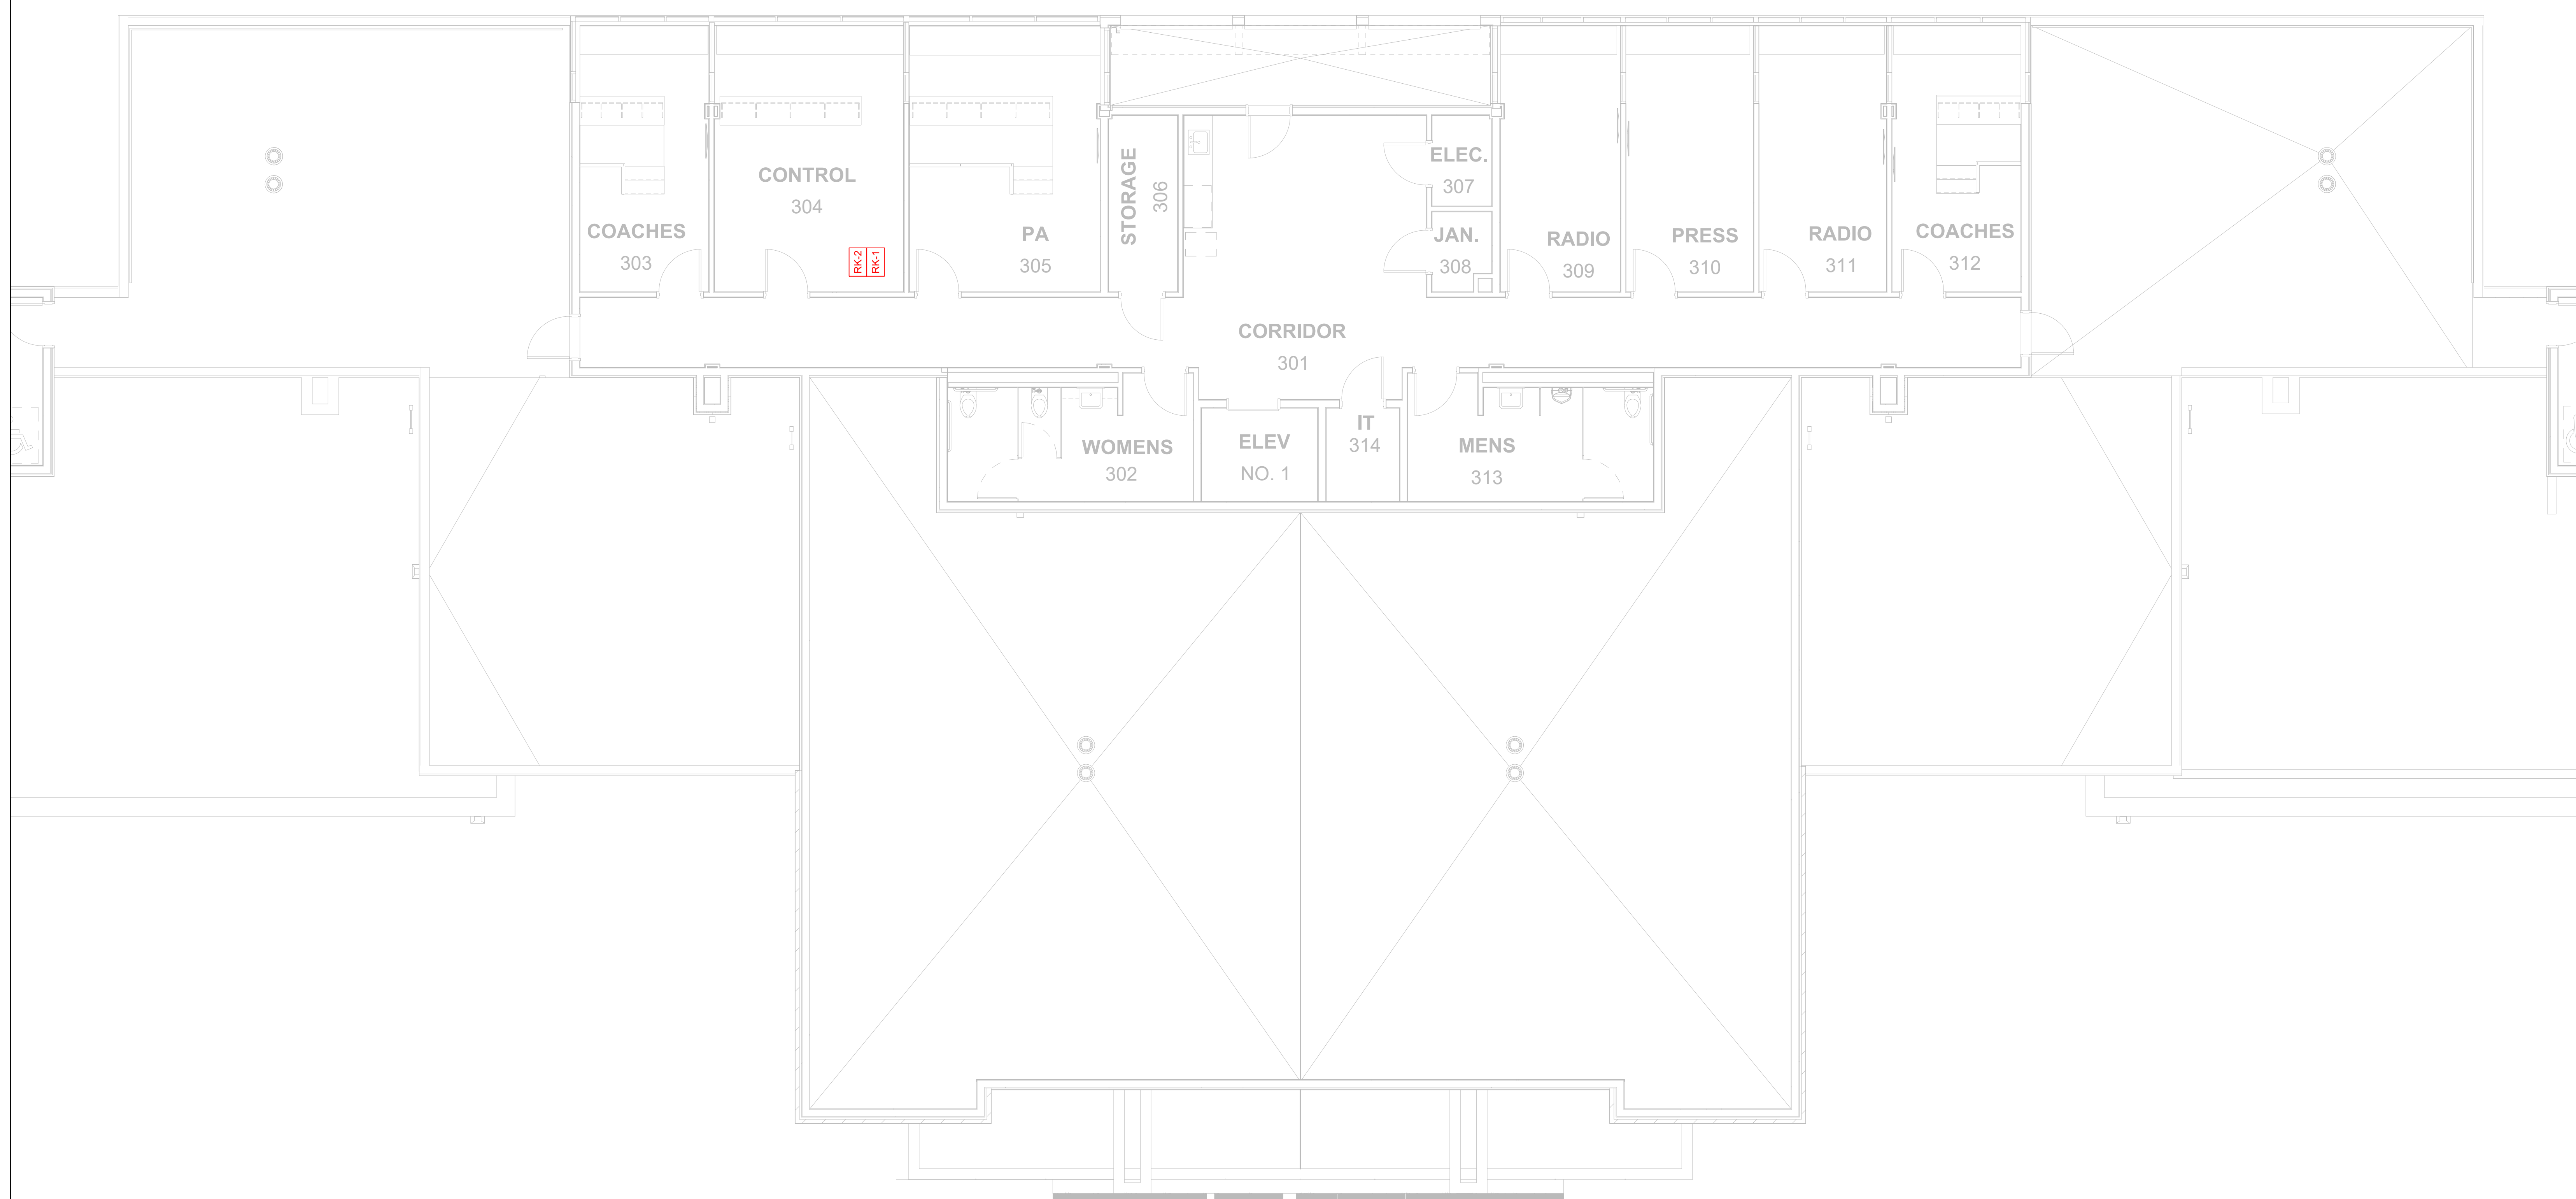 COACHES
303
CONTROL
304
RK-2
RK-1
PA
305
STORAGE
306
ELEC.
307
JAN.
308
RADIO
309
PRESS
310
RADIO
311
COACHES
312
CORRIDOR
301
WOMENS
302
ELEV
NO. 1
IT
314
MENS
313